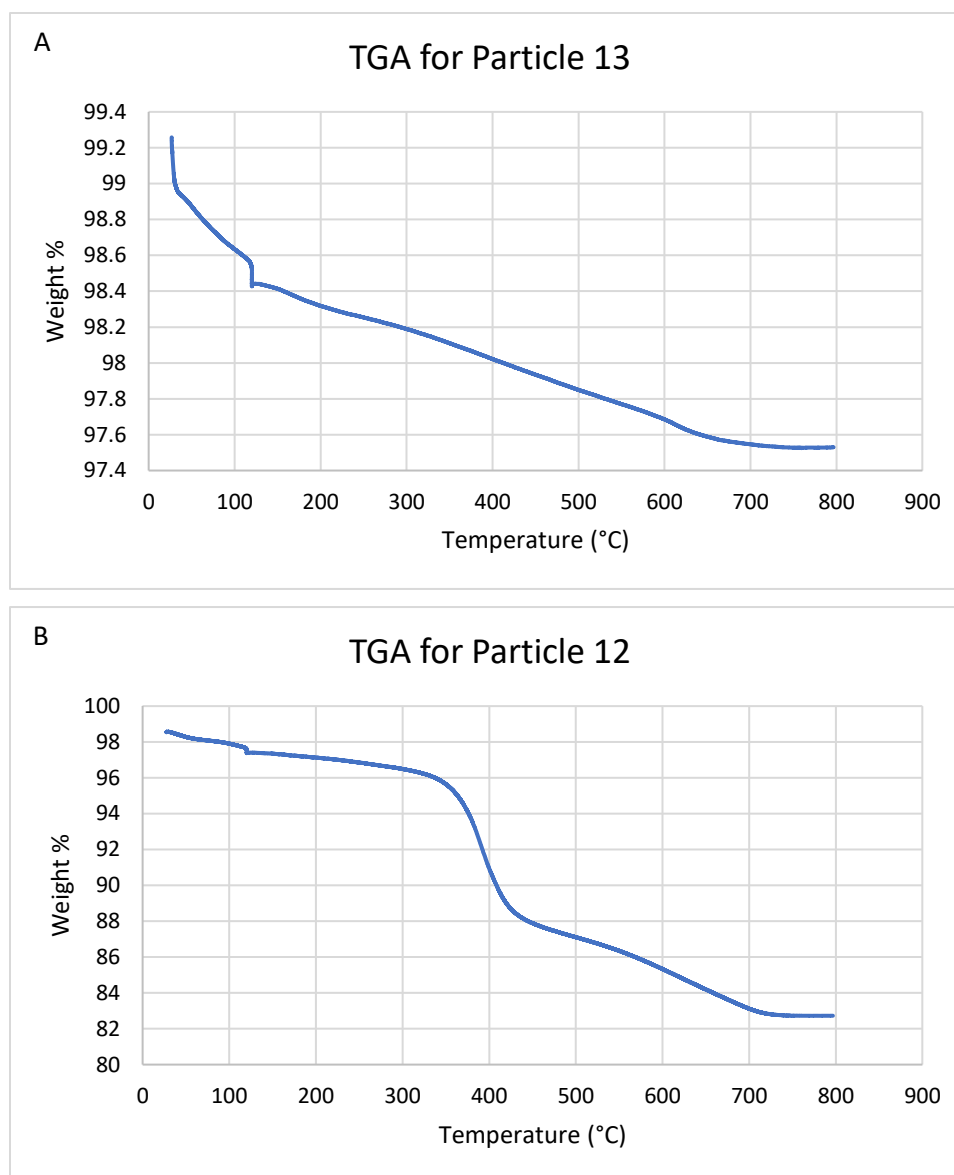 A
TGA for Particle 13
99.4
99.2
99
98.8
98.6
98.4
98.2
98
97.8
97.6
97.4
Weight %
0 100 200 300 400 500 600 700 800 900
Temperature (°C)
B
TGA for Particle 12
100
98
96
94
92
90
88
86
84
82
80
Weight %
0 100 200 300 400 500 600 700 800 900
Temperature (°C)